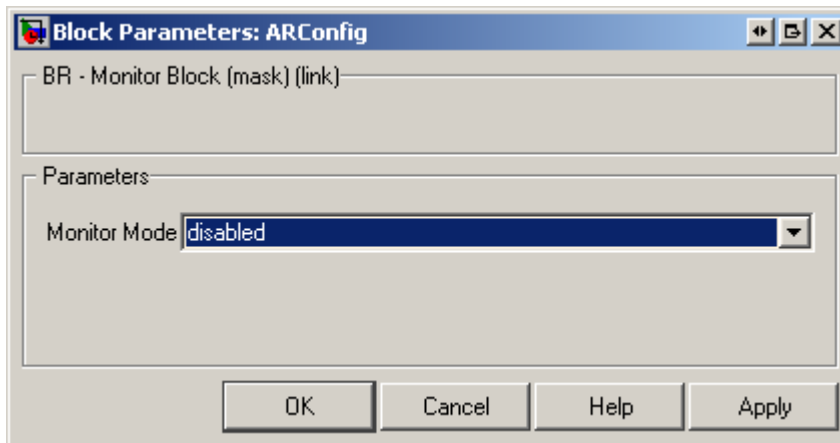 Block Parameters: ARConfig
BR - Monitor Block (mask) (link)
Parameters
Monitor Mode disabled
OK Cancel Help Apply